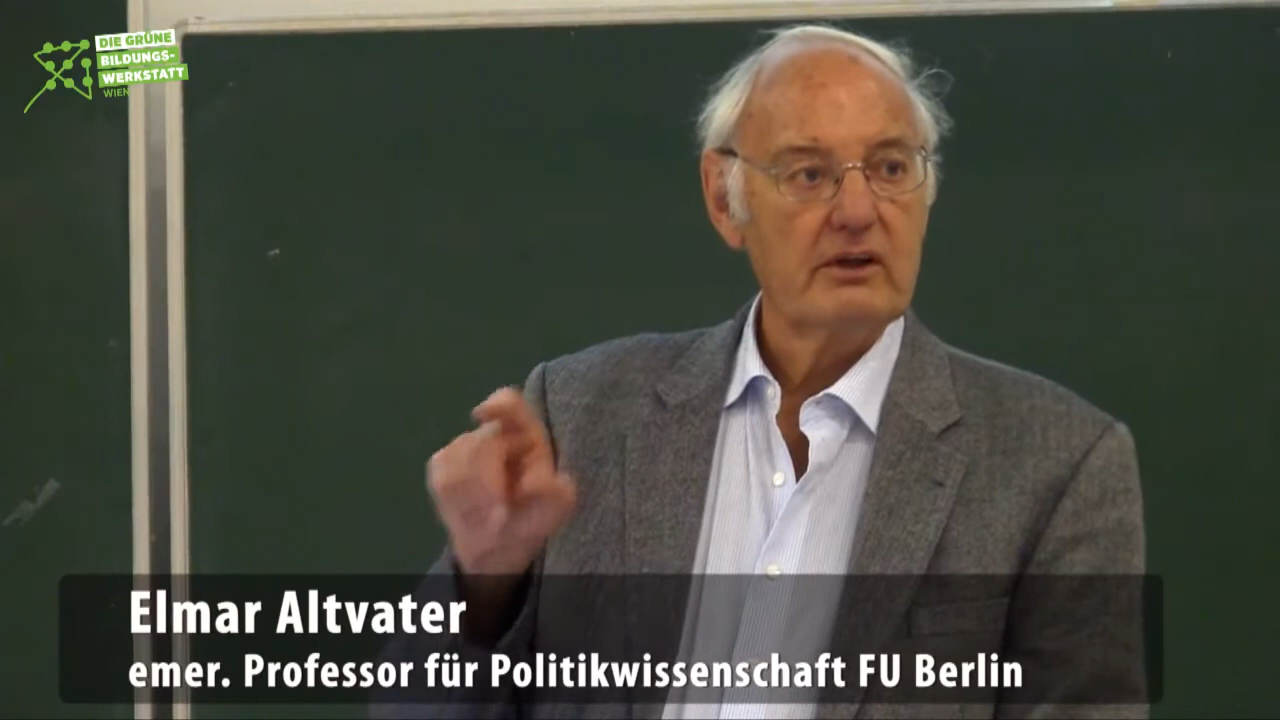 DIE GRÜNE
BILDUNGS-
WERKSTATT
WIEN
Elmar Altvater
emer. Professor für Politikwissenschaft FU Berlin